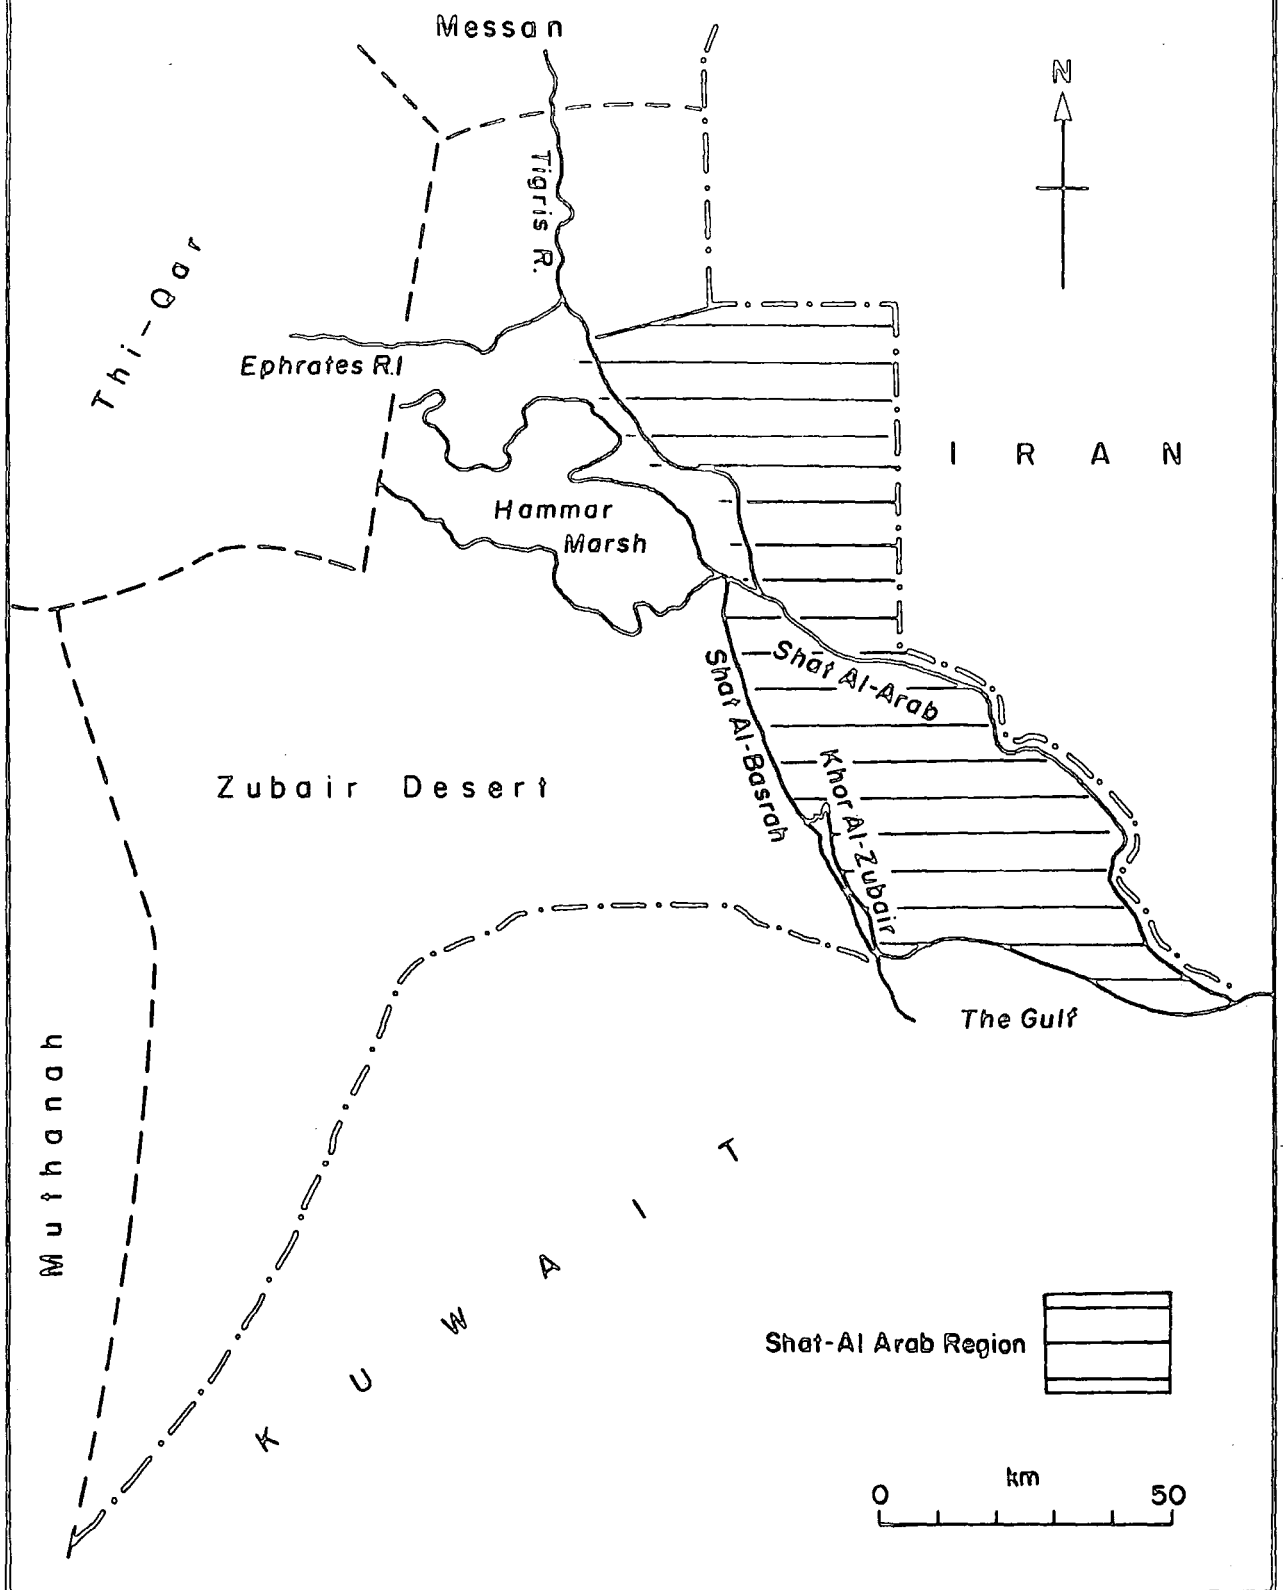 Messan
N
Tigris R.
Thi-Qar
Ephrates R.I
I R A N
Hammar
Marsh
Shat Al-Arab
Shat Al-Basrah
Khor Al-Zubair
Zubair Desert
The Gulf
Muthanah
K U W A I T
Shat-Al Arab Region
km
0 50